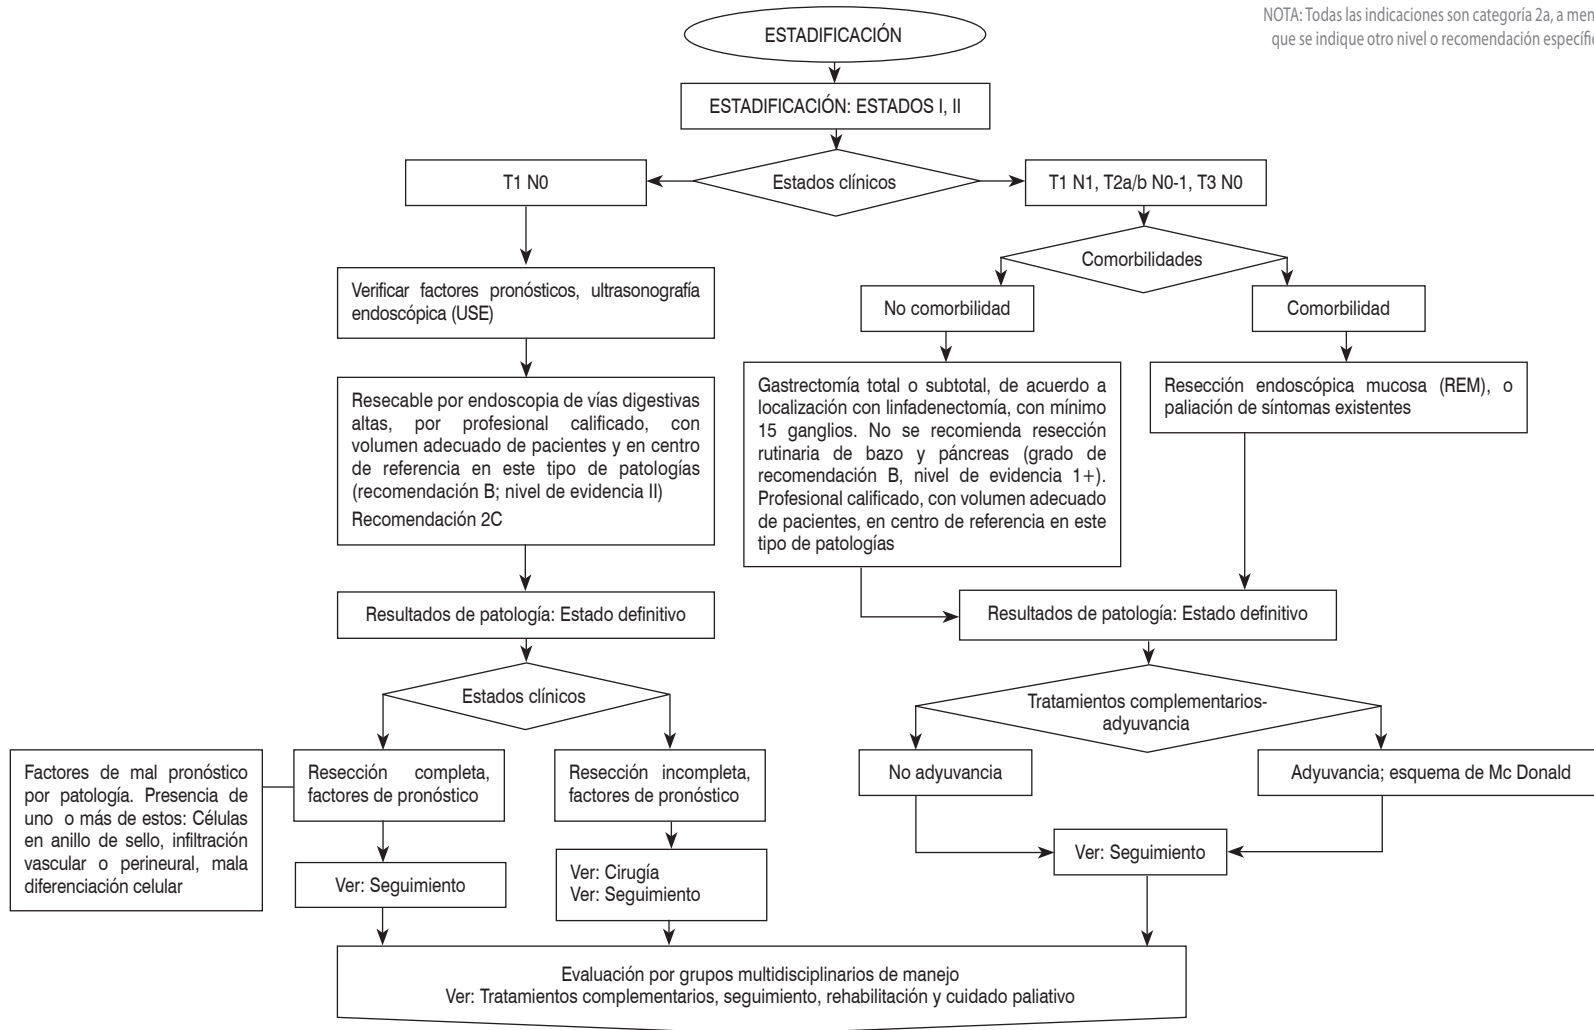 NOTA: Todas las indicaciones son categoría 2a, a men
que se indique otro nivel o recomendación específic
ESTADIFICACIÓN
ESTADIFICACIÓN: ESTADOS I, II
Estados clínicos
T1 N0
T1 N1, T2a/b N0-1, T3 N0
Comorbilidades
Verificar factores pronósticos, ultrasonografía
endoscópica (USE)
No comorbilidad
Comorbilidad
Resecable por endoscopia de vías digestivas
altas, por profesional calificado, con
volumen adecuado de pacientes y en centro
de referencia en este tipo de patologías
(recomendación B; nivel de evidencia II)
Recomendación 2C
Gastrectomía total o subtotal, de acuerdo a
localización con linfadenectomía, con mínimo
15 ganglios. No se recomienda resección
rutinaria de bazo y páncreas (grado de
recomendación B, nivel de evidencia 1+).
Profesional calificado, con volumen adecuado
de pacientes, en centro de referencia en este
tipo de patologías
Resección endoscópica mucosa (REM), o
paliación de síntomas existentes
Resultados de patología: Estado definitivo
Resultados de patología: Estado definitivo
Estados clínicos
Tratamientos complementarios-
adyuvancia
Factores de mal pronóstico
por patología. Presencia de
uno o más de estos: Células
en anillo de sello, infiltración
vascular o perineural, mala
diferenciación celular
Resección completa,
factores de pronóstico
Resección incompleta,
factores de pronóstico
No adyuvancia
Adyuvancia; esquema de Mc Donald
Ver: Seguimiento
Ver: Cirugía
Ver: Seguimiento
Ver: Seguimiento
Evaluación por grupos multidisciplinarios de manejo
Ver: Tratamientos complementarios, seguimiento, rehabilitación y cuidado paliativo